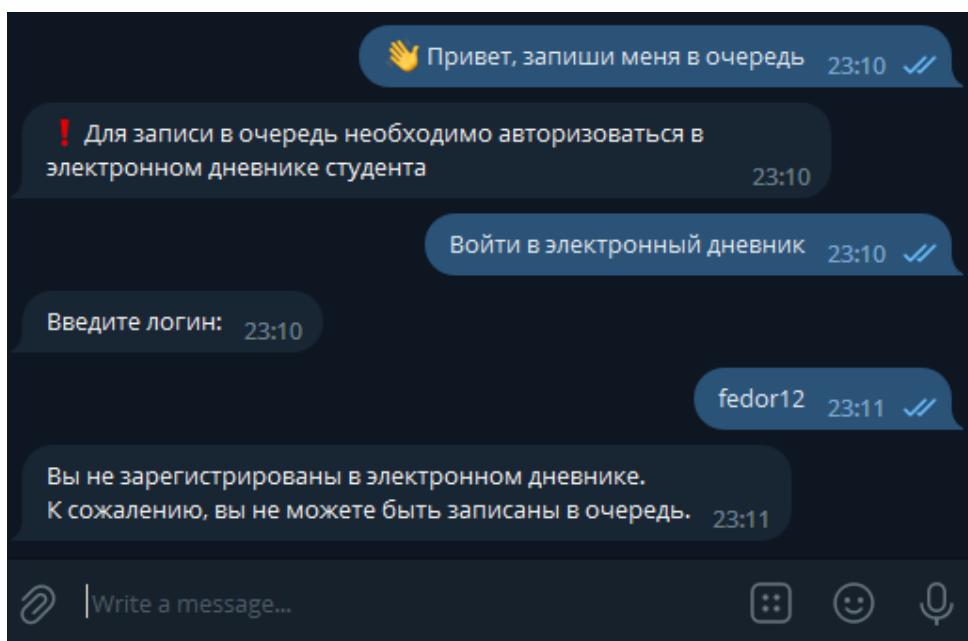 👋 Привет, запиши меня в очередь 23:10
❗ Для записи в очередь необходимо авторизоваться в
электронном дневнике студента 23:10
Войти в электронный дневник 23:10
Введите логин: 23:10
fedor12 23:11
Вы не зарегистрированы в электронном дневнике.
К сожалению, вы не можете быть записаны в очередь. 23:11
Write a message...